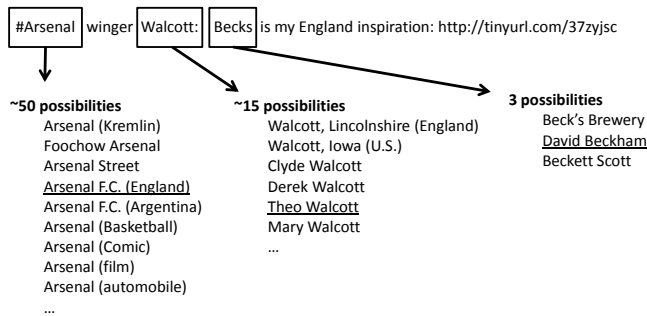 #Arsenal winger Walcott: Becks is my England inspiration: http://tinyurl.com/37zyjsc
~50 possibilities
Arsenal (Kremlin)
Foochow Arsenal
Arsenal Street
Arsenal F.C. (England)
Arsenal F.C. (Argentina)
Arsenal (Basketball)
Arsenal (Comic)
Arsenal (film)
Arsenal (automobile)
…
~15 possibilities
Walcott, Lincolnshire (England)
Walcott, Iowa (U.S.)
Clyde Walcott
Derek Walcott
Theo Walcott
Mary Walcott
…
3 possibilities
Beck's Brewery
David Beckham
Beckett Scott